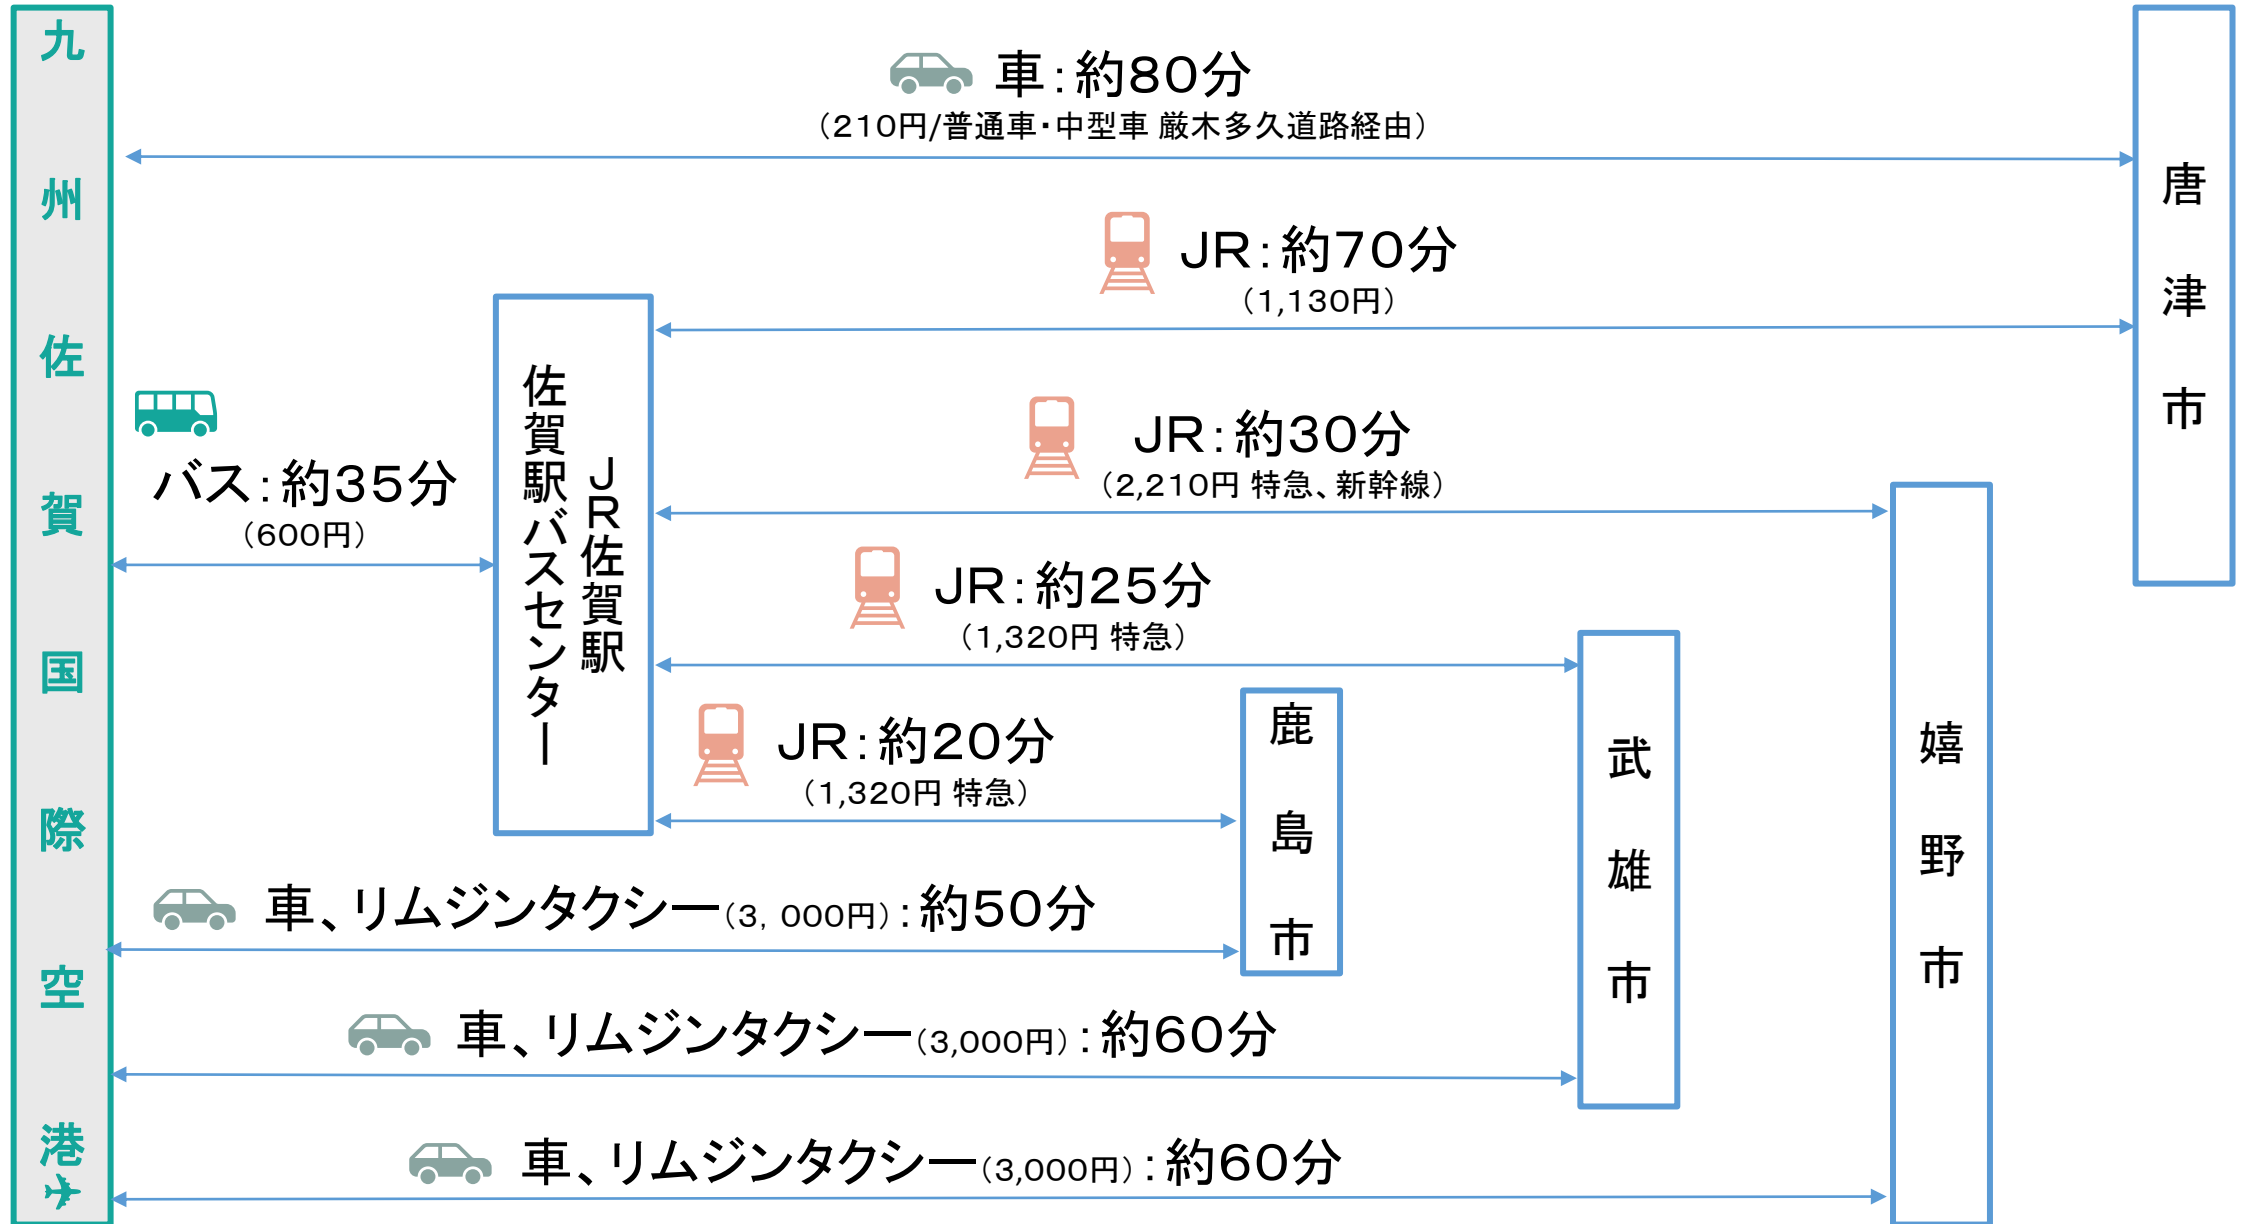 九州佐賀国際空港
車：約80分
（210円/普通車・中型車 厳木多久道路経由）
唐津市
JR：約70分
（1,130円）
バス：約35分
（600円）
JR佐賀駅
佐賀駅バスセンター
JR：約30分
（2,210円 特急、新幹線）
嬉野市
JR：約25分
（1,320円 特急）
武雄市
JR：約20分
（1,320円 特急）
鹿島市
車、リムジンタクシー（3，000円）：約50分
車、リムジンタクシー（3,000円）：約60分
車、リムジンタクシー（3,000円）：約60分